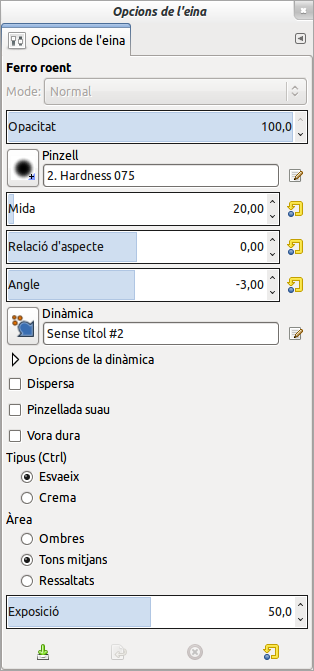 Opcions de l'eina
Opcions de l'eina
Ferro roent
Mode: Normal
Opacitat 100,0
Pinzell
2. Hardness 075
Mida 20,00
Relació d'aspecte 0,00
Angle -3,00
Dinàmica
Sense títol #2
Opcions de la dinàmica
Dispersa
Pinzellada suau
Vora dura
Tipus (Ctrl)
Esvaeix
Crema
Àrea
Ombres
Tons mitjans
Ressaltats
Exposició 50,0